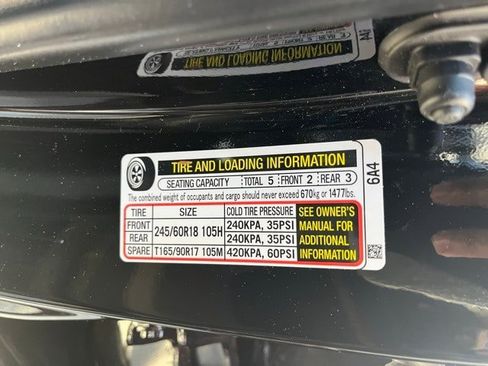 TIRE AND LOADING INFORMATION
SEATING CAPACITY TOTAL 5 FRONT 2 REAR 3
The combined weight of occupants and cargo should never exceed 670kg or 1477lbs.
TIRE SIZE COLD TIRE PRESSURE
FRONT 245/60R18 105H 240KPA, 35PSI
REAR 240KPA, 35PSI
SPARE T165/90R17 105M 420KPA, 60PSI
SEE OWNER'S
MANUAL FOR
ADDITIONAL
INFORMATION
6A4